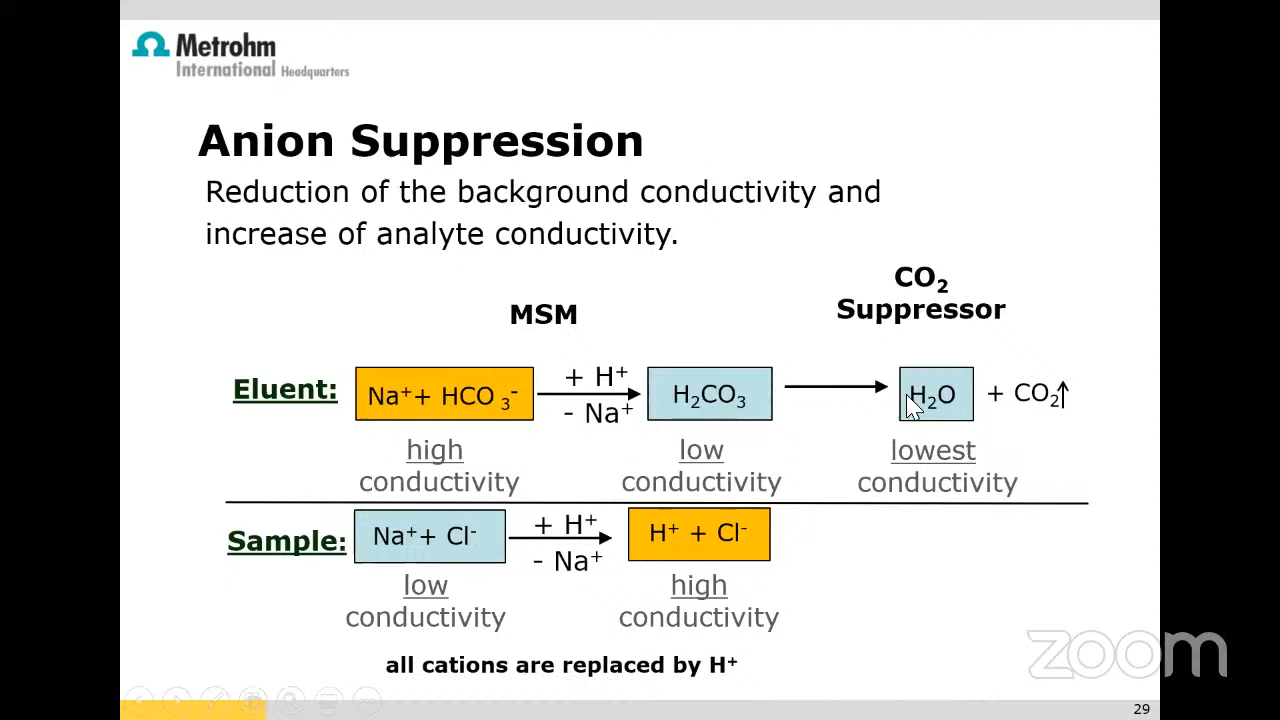 Metrohm
International Headquarters
Anion Suppression
Reduction of the background conductivity and
increase of analyte conductivity.
MSM
CO₂
Suppressor
Eluent:
Na⁺+ HCO ₃⁻
+ H⁺
- Na⁺
H₂CO₃
H₂O
+ CO₂↑
high
conductivity
low
conductivity
lowest
conductivity
Sample:
Na⁺+ Cl⁻
+ H⁺
- Na⁺
H⁺ + Cl⁻
low
conductivity
high
conductivity
all cations are replaced by H⁺
zoom
29